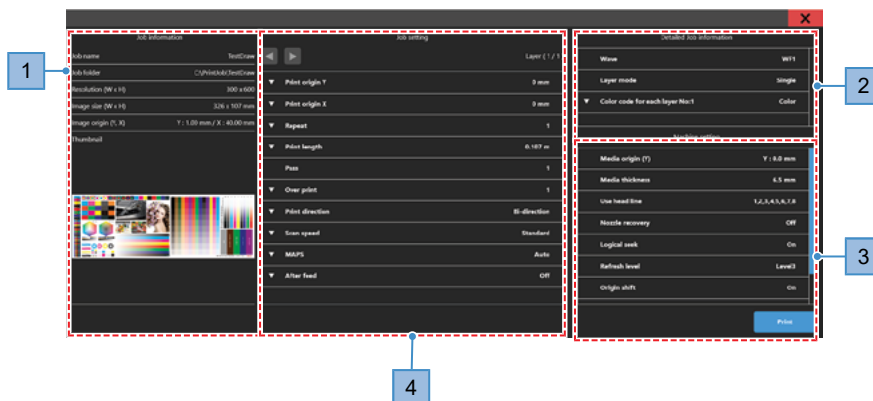 Job information
Job name TestDraw
Job folder C:\PrintJob\TestDraw
Resolution (W x H) 300 x 600
Image size (W x H) 326 x 107 mm
Image origin (Y, X) Y : 1.00 mm / X : 40.00 mm
Thumbnail
1
Job setting
Layer ( 1 / 1
Print origin Y 0 mm
Print origin X 0 mm
Repeat 1
Print length 0.107 m
Pass 1
Over print 1
Print direction Bi-direction
Scan speed Standard
MAPS Auto
After feed Off
4
Detailed Job information
Wave WF1
Layer mode Single
Color code for each layer No:1 Color
2
Machine setting
Media origin (Y) Y : 8.0 mm
Media thickness 6.5 mm
Use head line 1,2,3,4,5,6,7,8
Nozzle recovery Off
Logical seek On
Refresh level Level3
Origin shift On
Print
3